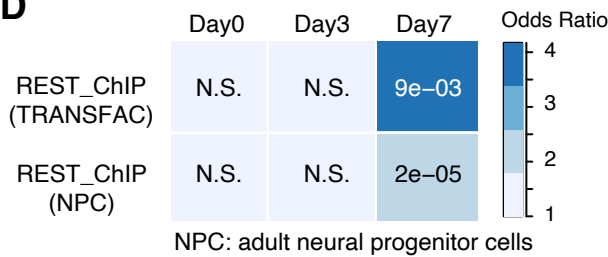 D
Day0 Day3 Day7 Odds Ratio
REST_ChIP (TRANSFAC) N.S. N.S. 9e−03
REST_ChIP (NPC) N.S. N.S. 2e−05
4
3
2
1
NPC: adult neural progenitor cells